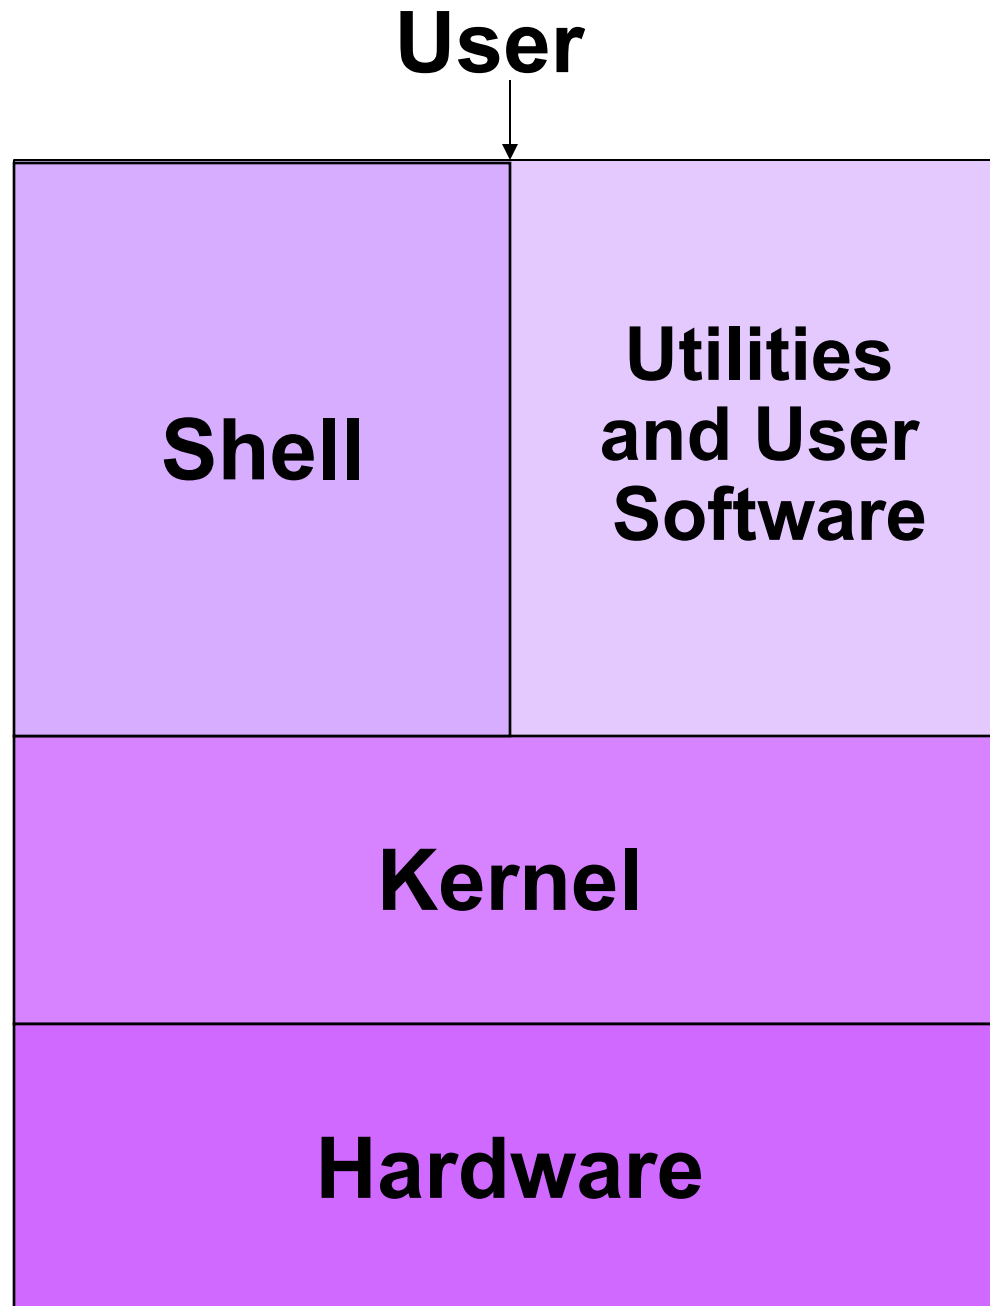 User
Shell
Utilities
and User
Software
Kernel
Hardware